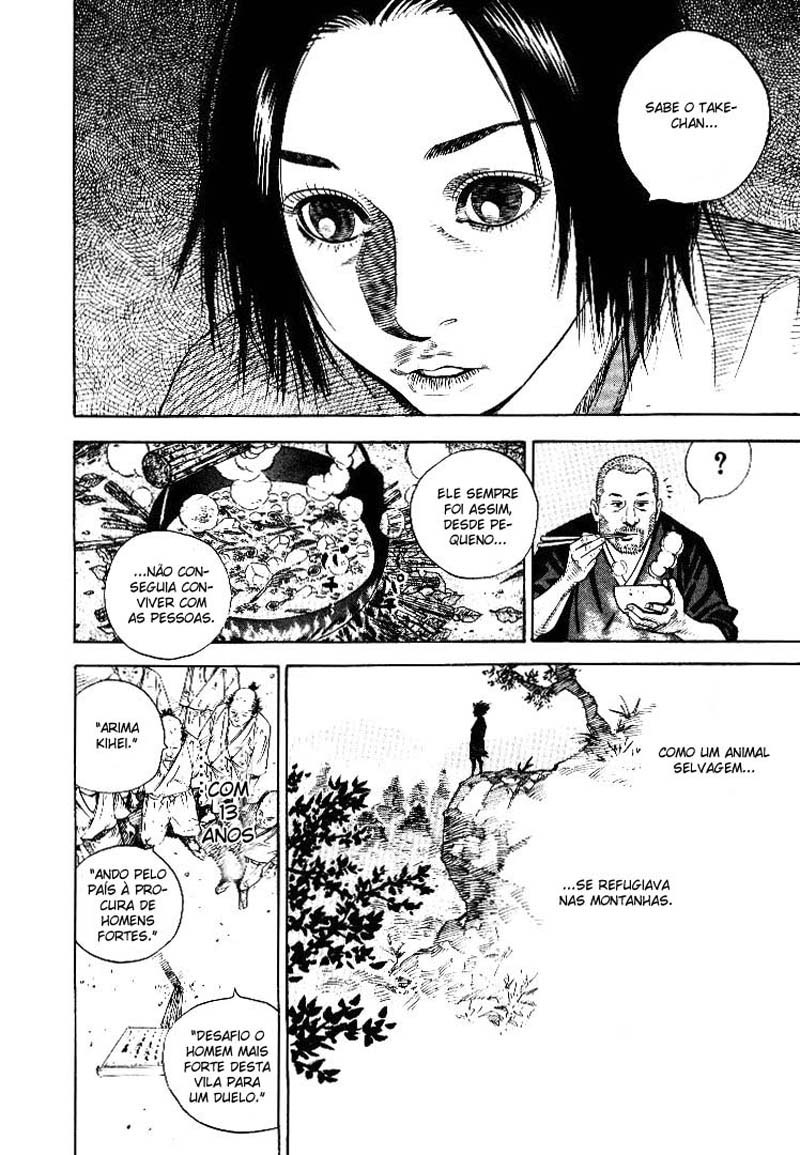 SABE O TAKE-
CHAN...
?
ELE SEMPRE
FOI ASSIM,
DESDE PE-
QUENO...
...NÃO CON-
SEGUIA CON-
VIVER COM
AS PESSOAS.
COMO UM ANIMAL
SELVAGEM...
...SE REFUGIAVA
NAS MONTANHAS.
COM
13
ANOS
"ARIMA
KIHEI."
"ANDO PELO
PAÍS À PRO-
CURA DE
HOMENS
FORTES."
"DESAFIO O
HOMEM MAIS
FORTE DESTA
VILA PARA
UM DUELO."